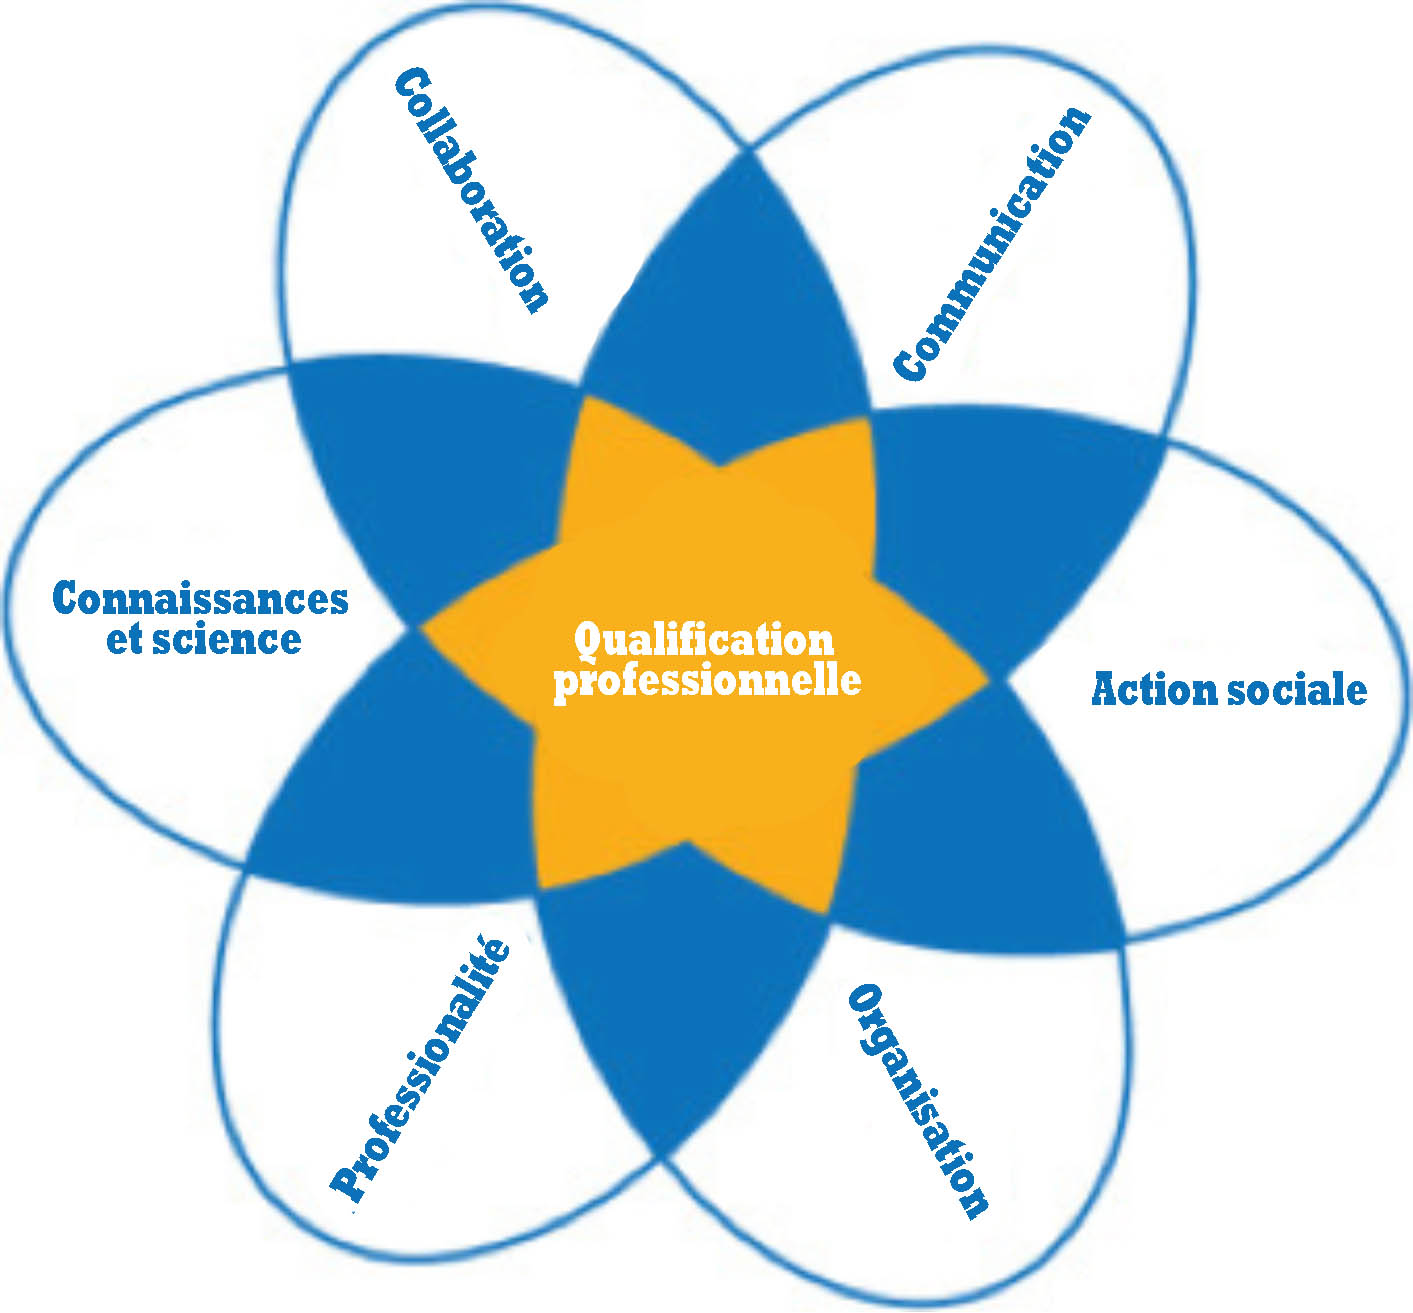 Collaboration
Communication
Connaissances
et science
Qualification
professionnelle
Action sociale
Professionalité
Organisation